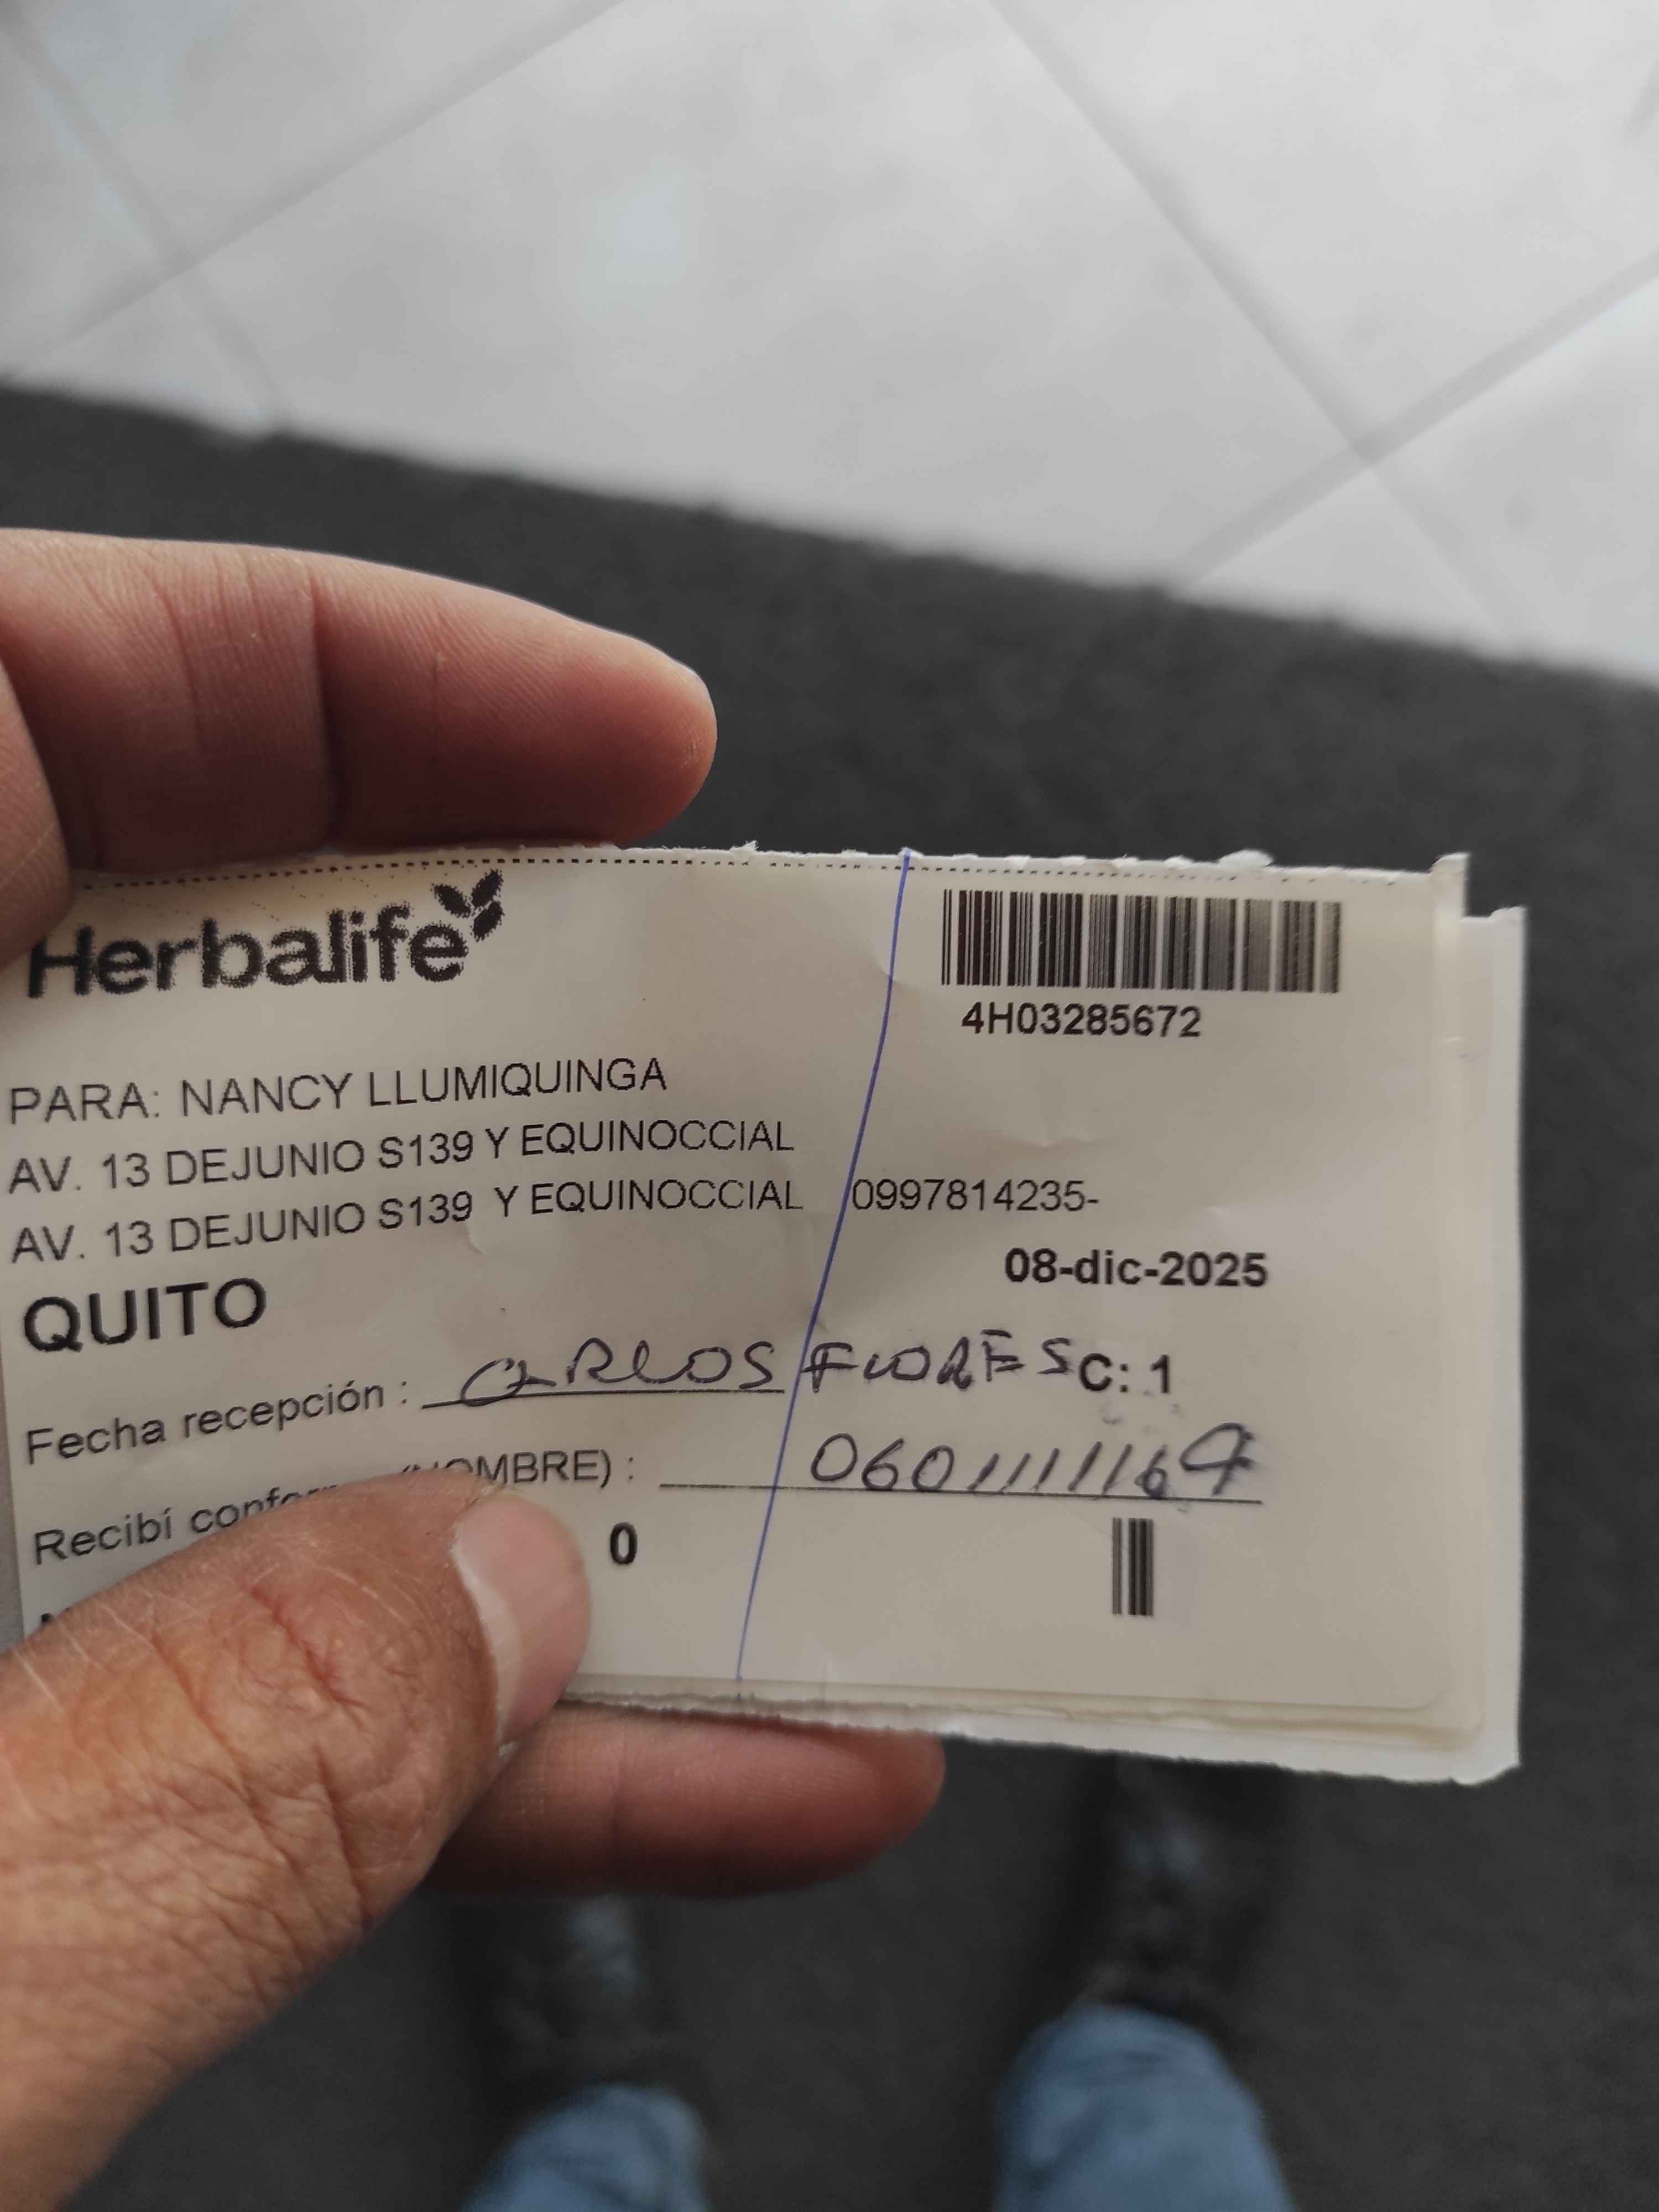 Herbalife
4H03285672
PARA: NANCY LLUMIQUINGA
AV. 13 DEJUNIO S139 Y EQUINOCCIAL
AV. 13 DEJUNIO S139 Y EQUINOCCIAL 0997814235-
08-dic-2025
QUITO
Fecha recepción : CARLOS FLORES C: 1
Recibí (NOMBRE) :
0